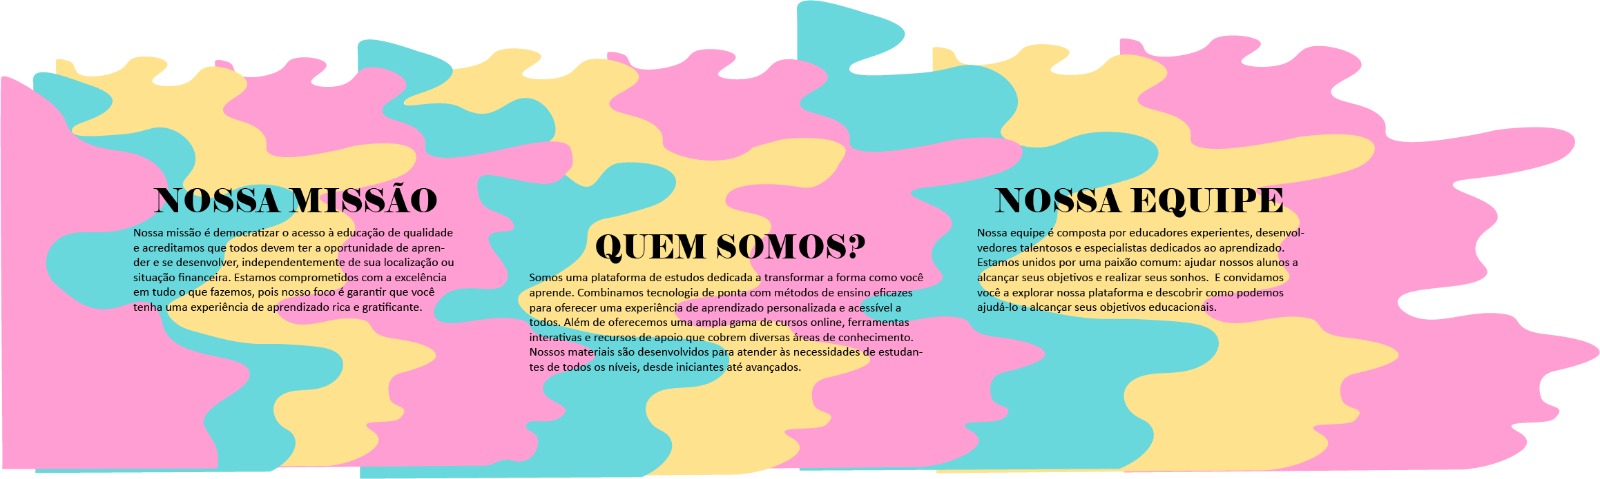 NOSSA MISSÃO
Nossa missão é democratizar o acesso à educação de qualidade
e acreditamos que todos devem ter a oportunidade de apren-
der e se desenvolver, independentemente de sua localização ou
situação financeira. Estamos comprometidos com a excelência
em tudo o que fazemos, pois nosso foco é garantir que você
tenha uma experiência de aprendizado rica e gratificante.
QUEM SOMOS?
Somos uma plataforma de estudos dedicada a transformar a forma como você
aprende. Combinamos tecnologia de ponta com métodos de ensino eficazes
para oferecer uma experiência de aprendizado personalizada e acessível a
todos. Além de oferecemos uma ampla gama de cursos online, ferramentas
interativas e recursos de apoio que cobrem diversas áreas de conhecimento.
Nossos materiais são desenvolvidos para atender às necessidades de estudan-
tes de todos os níveis, desde iniciantes até avançados.
NOSSA EQUIPE
Nossa equipe é composta por educadores experientes, desenvol-
vedores talentosos e especialistas dedicados ao aprendizado.
Estamos unidos por uma paixão comum: ajudar nossos alunos a
alcançar seus objetivos e realizar seus sonhos.  E convidamos
você a explorar nossa plataforma e descobrir como podemos
ajudá-lo a alcançar seus objetivos educacionais.